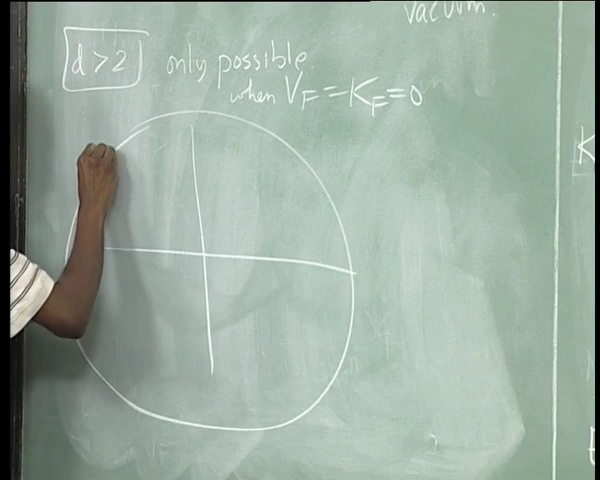 vacuum.
d > 2 only possible
when V_F = -K_F = 0
K